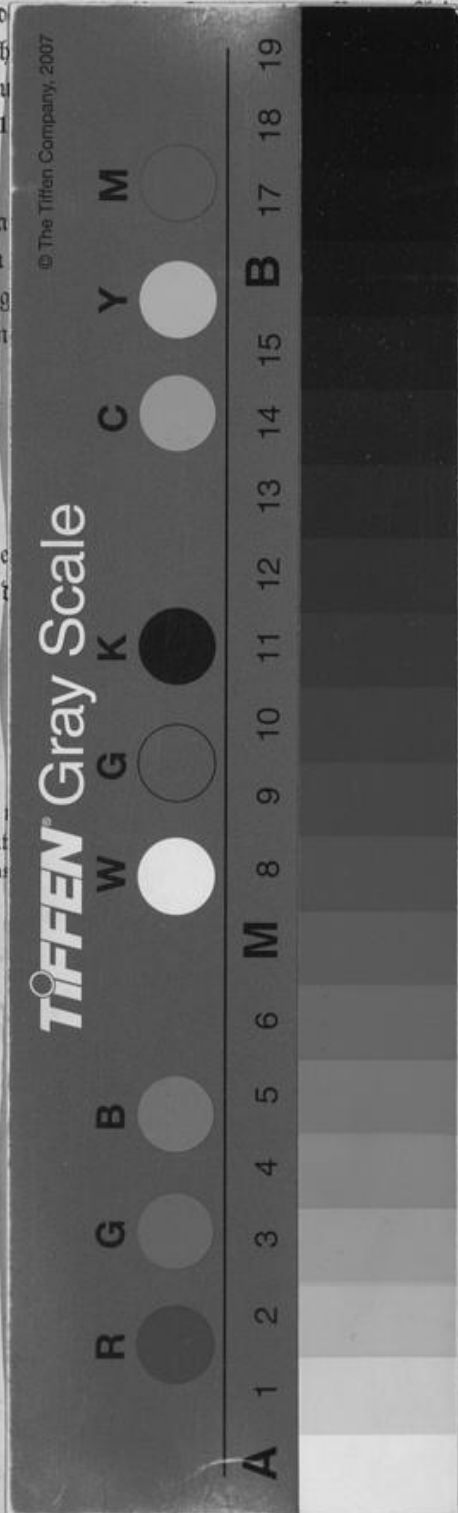 © The Tiffen Company, 2007
TIFFEN® Gray Scale
R G B W G K C Y M
A 1 2 3 4 5 6 M 8 9 10 11 12 13 14 15 B 17 18 19